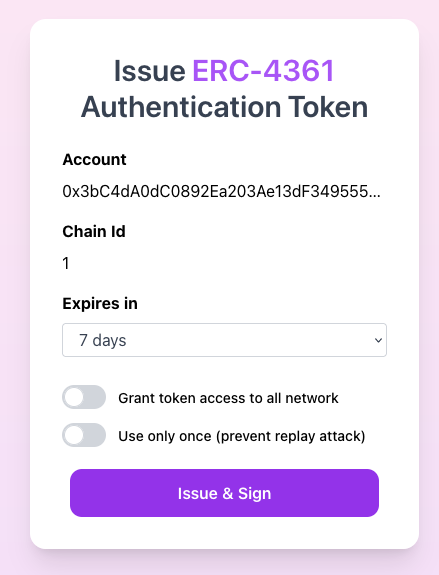 Issue ERC-4361
Authentication Token
Account
0x3bC4dA0dC0892Ea203Ae13dF349555...
Chain Id
1
Expires in
7 days
Grant token access to all network
Use only once (prevent replay attack)
Issue & Sign